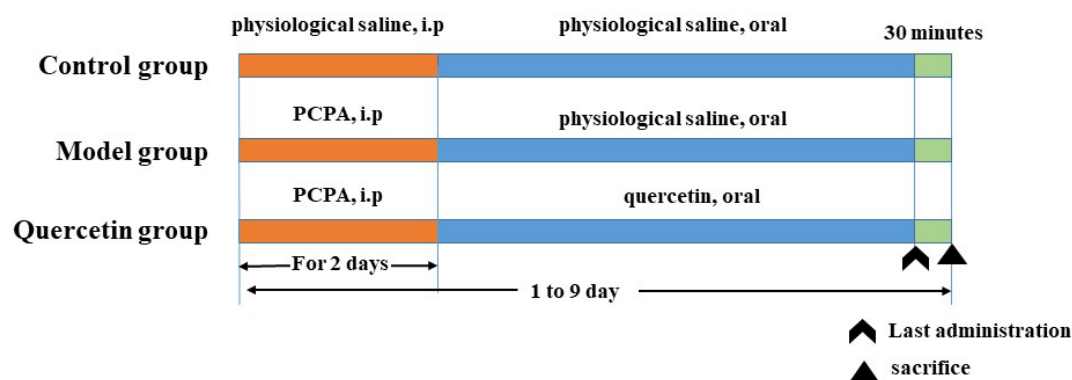 physiological saline, i.p
physiological saline, oral
30 minutes
Control group
PCPA, i.p
physiological saline, oral
Model group
PCPA, i.p
quercetin, oral
Quercetin group
For 2 days
1 to 9 day
Last administration
sacrifice